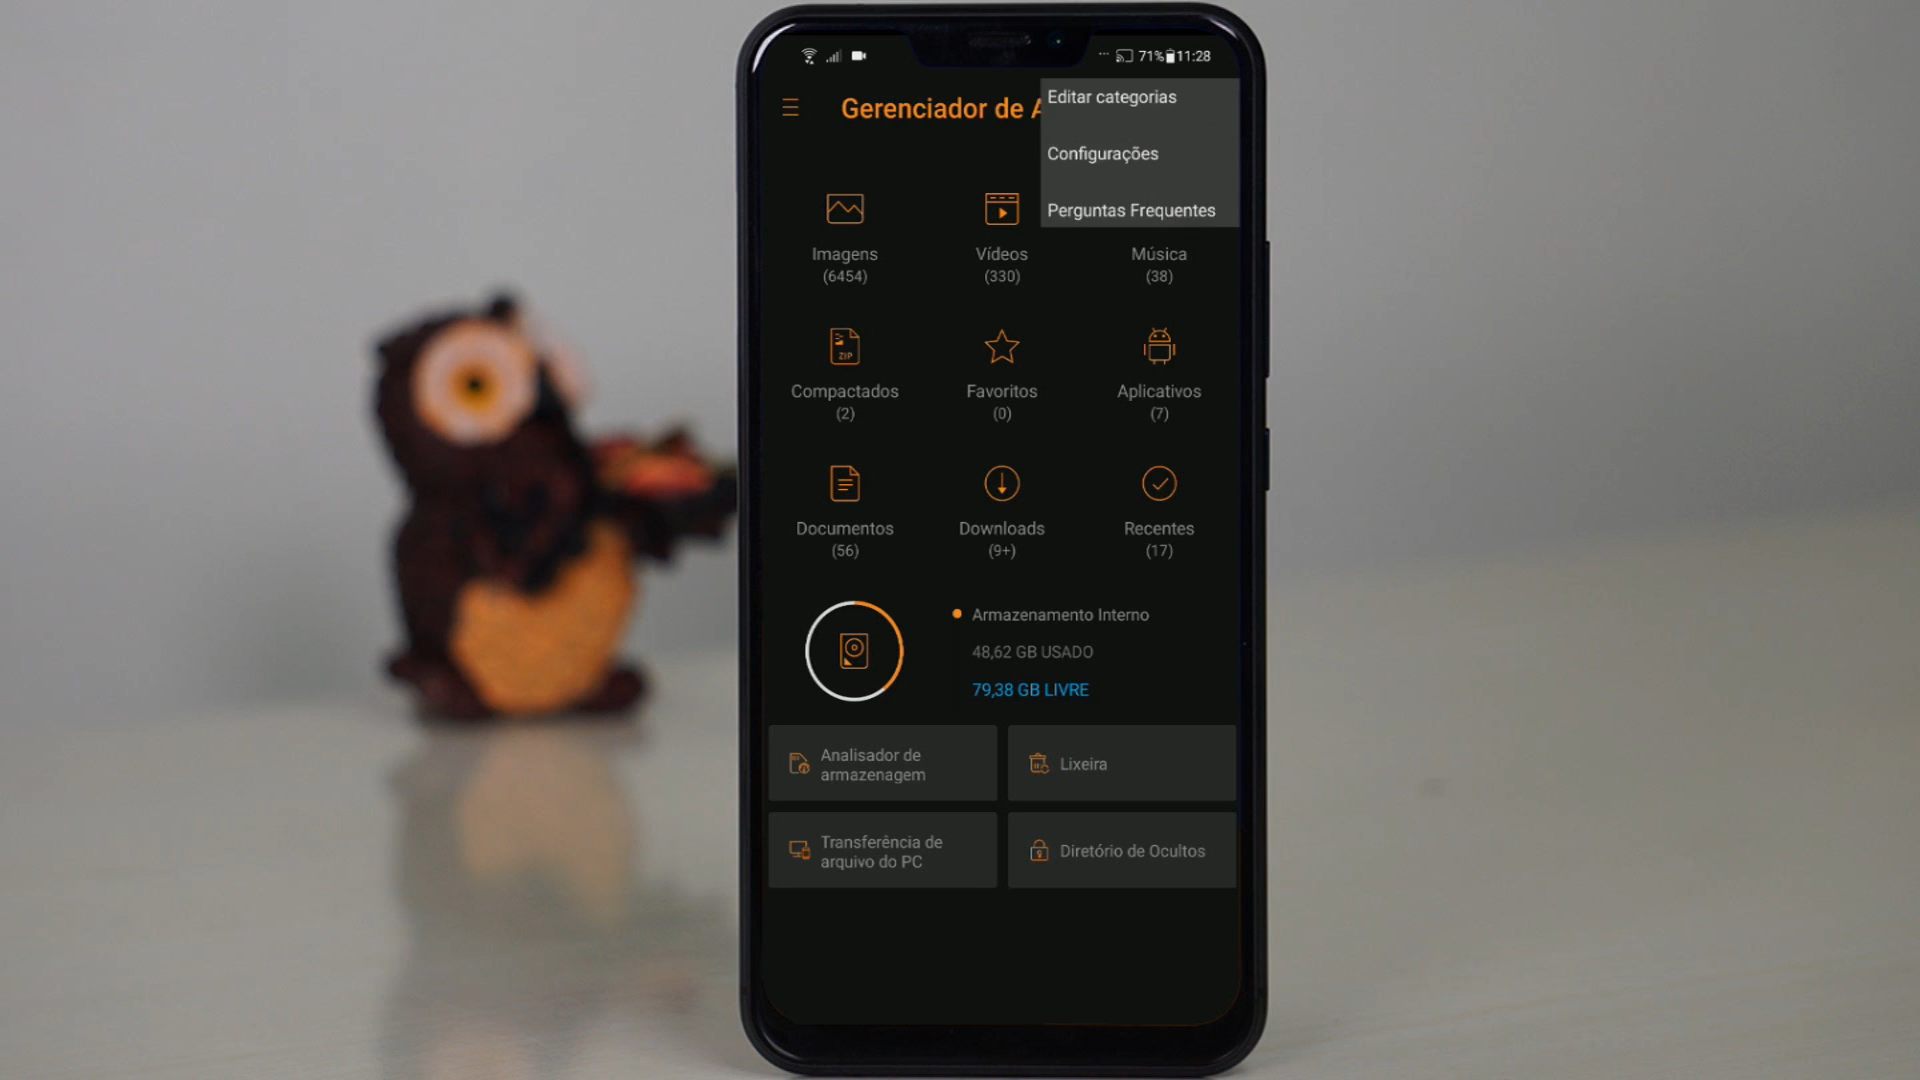 71% 11:28
Gerenciador de
Editar categorias
Configurações
Perguntas Frequentes
Imagens
(6454)
Vídeos
(330)
Música
(38)
ZIP
Compactados
(2)
Favoritos
(0)
Aplicativos
(7)
Documentos
(56)
Downloads
(9+)
Recentes
(17)
Armazenamento Interno
48,62 GB USADO
79,38 GB LIVRE
Analisador de
armazenagem
Lixeira
Transferência de
arquivo do PC
Diretório de Ocultos